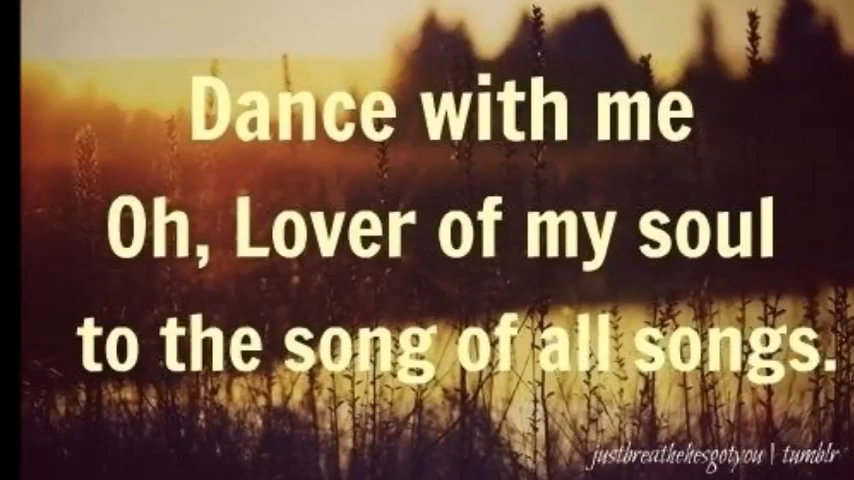 Dance with me
Oh, Lover of my soul
to the song of all songs.
justbreathehesgotyou | tumblr